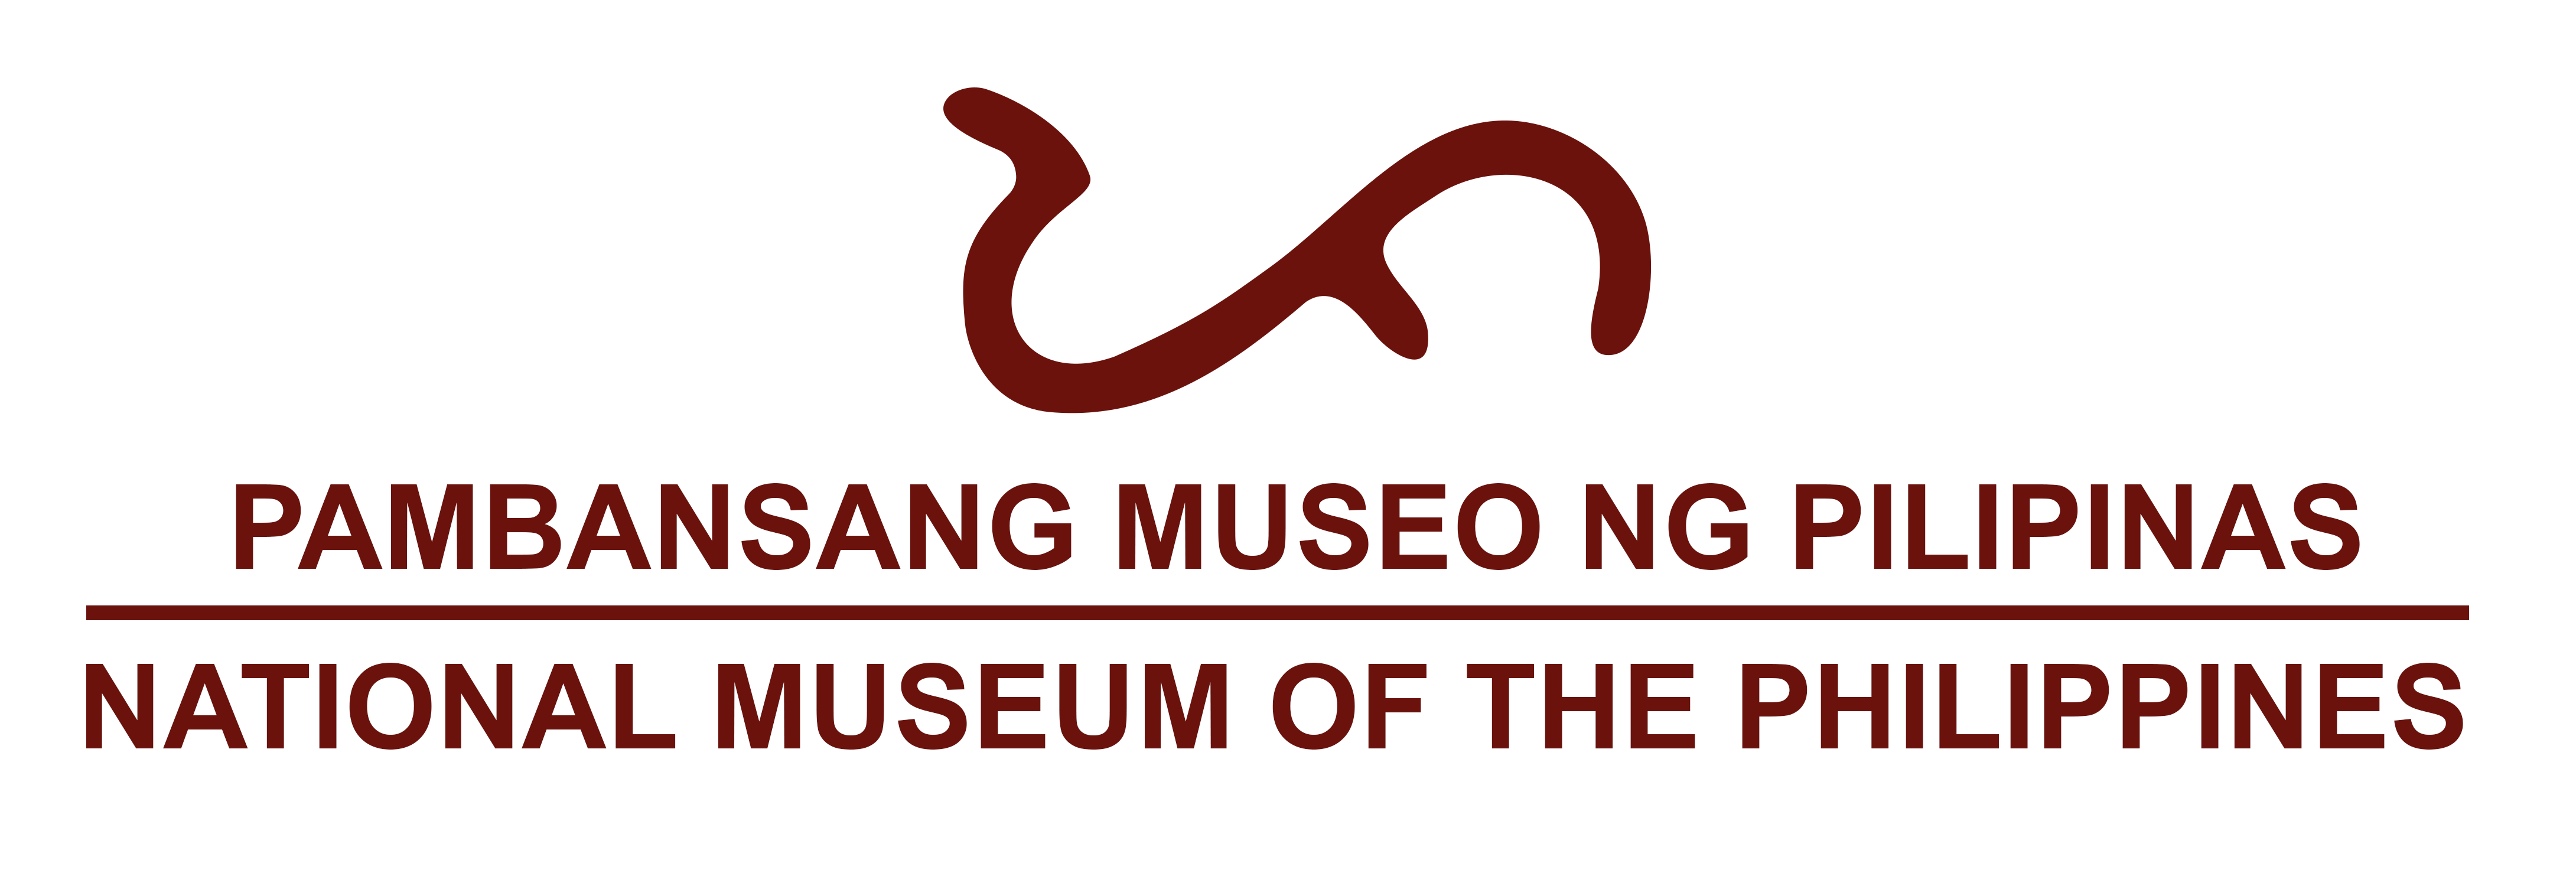 ᜉ
PAMBANSANG MUSEO NG PILIPINAS
NATIONAL MUSEUM OF THE PHILIPPINES